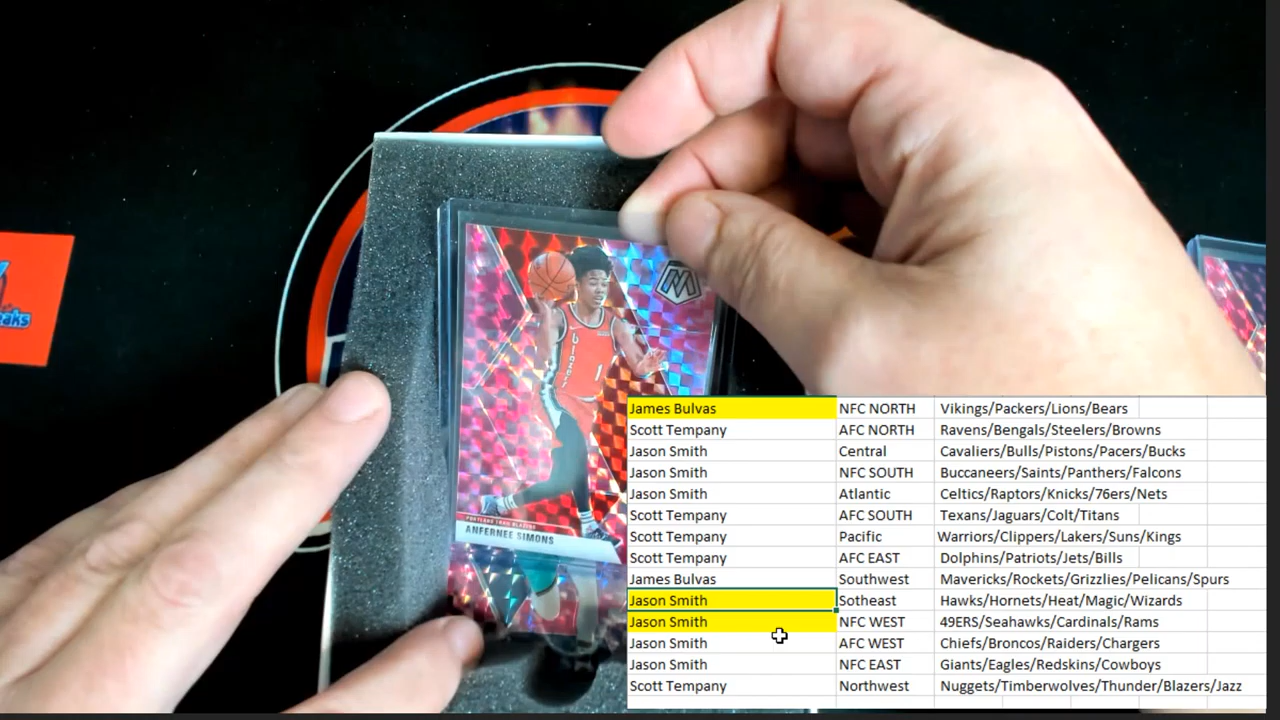 aks
blazers
1
M
PORTLAND TRAIL BLAZERS
ANFERNEE SIMONS
James Bulvas NFC NORTH Vikings/Packers/Lions/Bears
Scott Tempany AFC NORTH Ravens/Bengals/Steelers/Browns
Jason Smith Central Cavaliers/Bulls/Pistons/Pacers/Bucks
Jason Smith NFC SOUTH Buccaneers/Saints/Panthers/Falcons
Jason Smith Atlantic Celtics/Raptors/Knicks/76ers/Nets
Scott Tempany AFC SOUTH Texans/Jaguars/Colt/Titans
Scott Tempany Pacific Warriors/Clippers/Lakers/Suns/Kings
Scott Tempany AFC EAST Dolphins/Patriots/Jets/Bills
James Bulvas Southwest Mavericks/Rockets/Grizzlies/Pelicans/Spurs
Jason Smith Sotheast Hawks/Hornets/Heat/Magic/Wizards
Jason Smith NFC WEST 49ERS/Seahawks/Cardinals/Rams
Jason Smith AFC WEST Chiefs/Broncos/Raiders/Chargers
Jason Smith NFC EAST Giants/Eagles/Redskins/Cowboys
Scott Tempany Northwest Nuggets/Timberwolves/Thunder/Blazers/Jazz